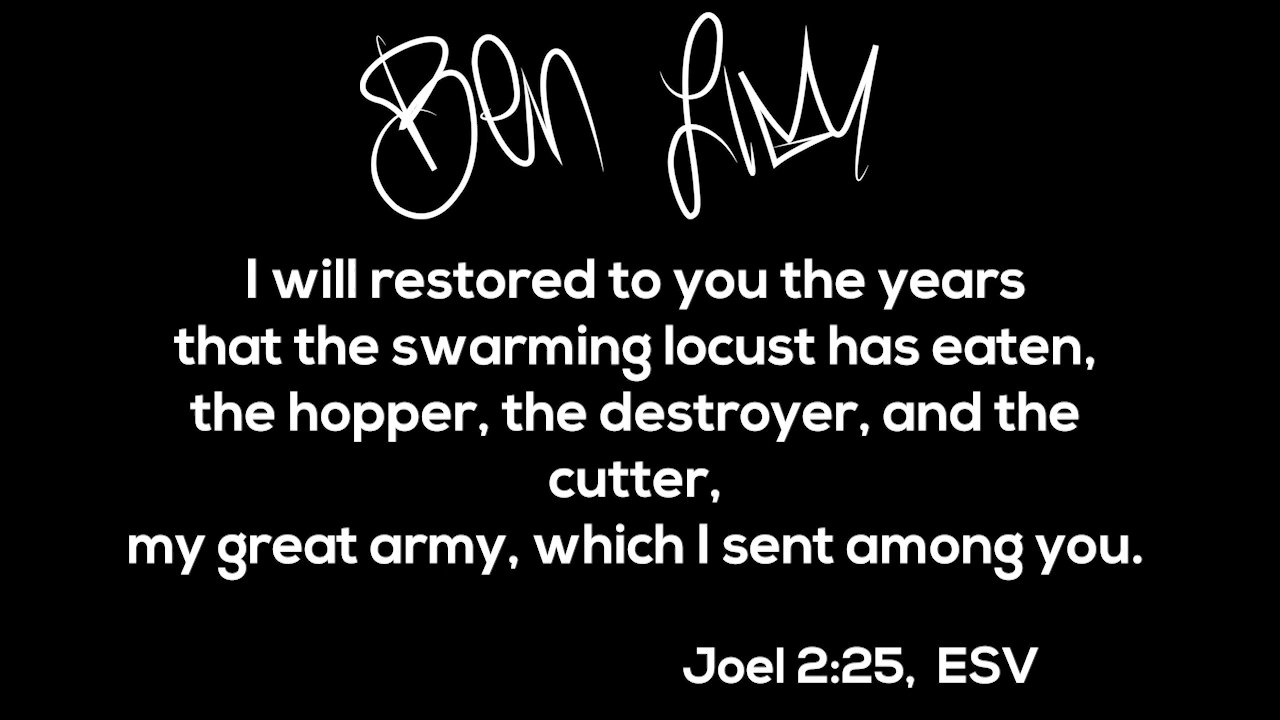 Ben
I will restored to you the years
that the swarming locust has eaten,
the hopper, the destroyer, and the
cutter,
my great army, which I sent among you.
Joel 2:25, ESV